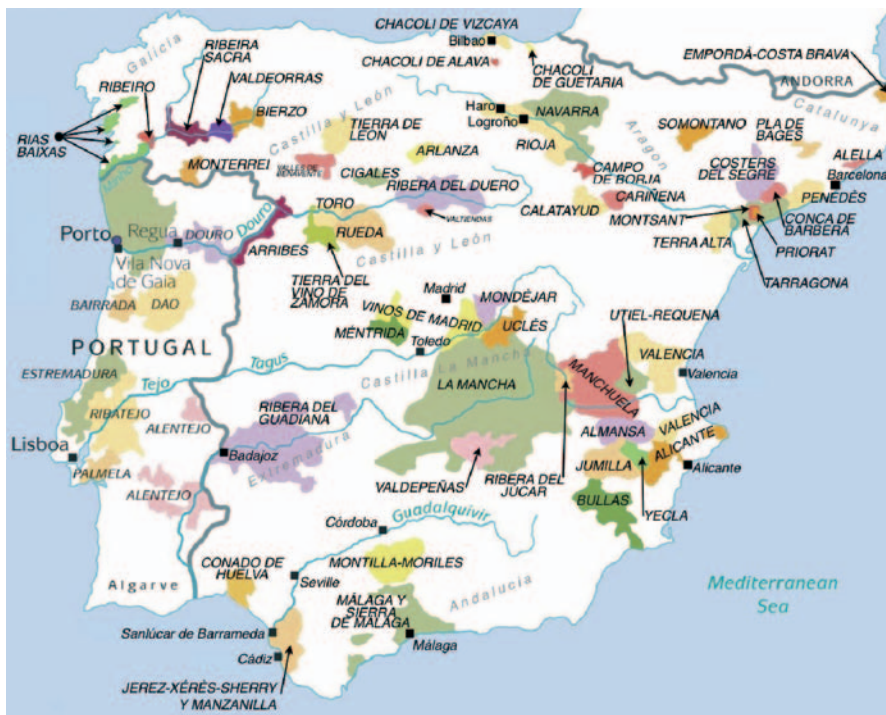 CHACOLI DE VIZCAYA
Bilbao
CHACOLI DE ALAVA
CHACOLI
DE GUETARIA
EMPORDÀ-COSTA BRAVA
ANDORRA
Galicia
RIBEIRA
SACRA
RIBEIRO
VALDEORRAS
BIERZO
RIAS
BAIXAS
MONTERREI
Miño
Castilla y León
TIERRA DE
LEON
VALLES DE
BENAVENTE
CIGALES
ARLANZA
Haro
Logroño
NAVARRA
RIOJA
Aragon
SOMONTANO
PLA DE
BAGES
Catalunya
COSTERS
DEL SEGRE
ALELLA
Barcelona
PENEDÈS
CAMPO
DE BORJA
CARIÑENA
CALATAYUD
MONTSANT
CONCA DE
BARBERÀ
PRIORAT
TARRAGONA
TERRA ALTA
RIBERA DEL DUERO
VALTIENDAS
TORO
RUEDA
Douro
ARRIBES
Castilla y León
TIERRA DEL
VINO DE
ZAMORA
Porto
Regua
DOURO
Vila Nova
de Gaia
BAIRRADA
DAO
PORTUGAL
Madrid
MONDÉJAR
VINOS DE MADRID
UCLÉS
MÉNTRIDA
Toledo
UTIEL-REQUENA
VALENCIA
Valencia
MANCHUELA
Tagus
Tejo
Castilla La Mancha
LA MANCHA
ESTREMADURA
RIBATEJO
ALENTEJO
Lisboa
PALMELA
ALENTEJO
RIBERA DEL
GUADIANA
Badajoz
Extremadura
VALDEPEÑAS
RIBERA DEL
JÚCAR
ALMANSA
VALENCIA
ALICANTE
Alicante
JUMILLA
YECLA
BULLAS
Córdoba
Guadalquivir
MONTILLA-MORILES
CONADO DE
HUELVA
Seville
Algarve
Andalucia
MÁLAGA Y
SIERRA
DE MALAGA
Málaga
Sanlúcar de Barrameda
Cádiz
JEREZ-XÉRÈS-SHERRY
Y MANZANILLA
Mediterranean
Sea